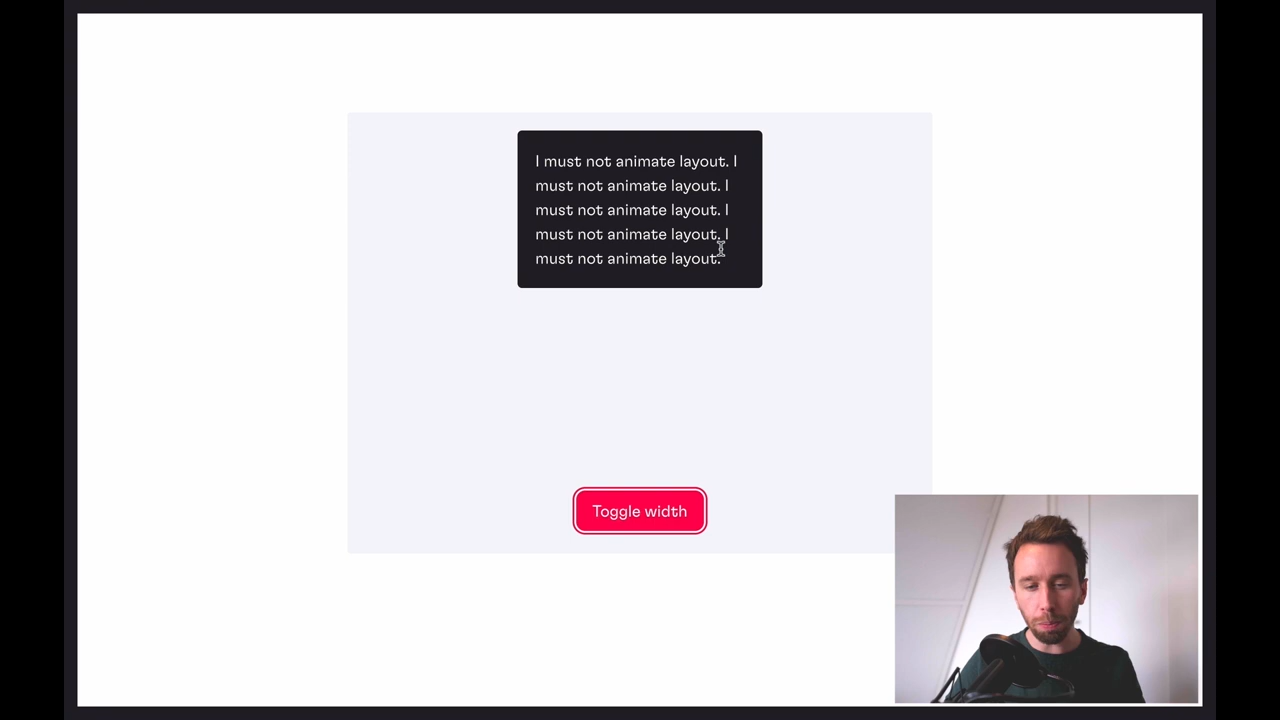 I must not animate layout. I
must not animate layout. I
must not animate layout. I
must not animate layout. I
must not animate layout.
Toggle width